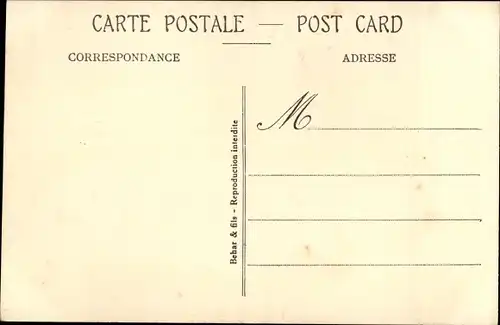 CARTE POSTALE — POST CARD
CORRESPONDANCE
ADRESSE
M
Behar & fils - Reproduction interdite